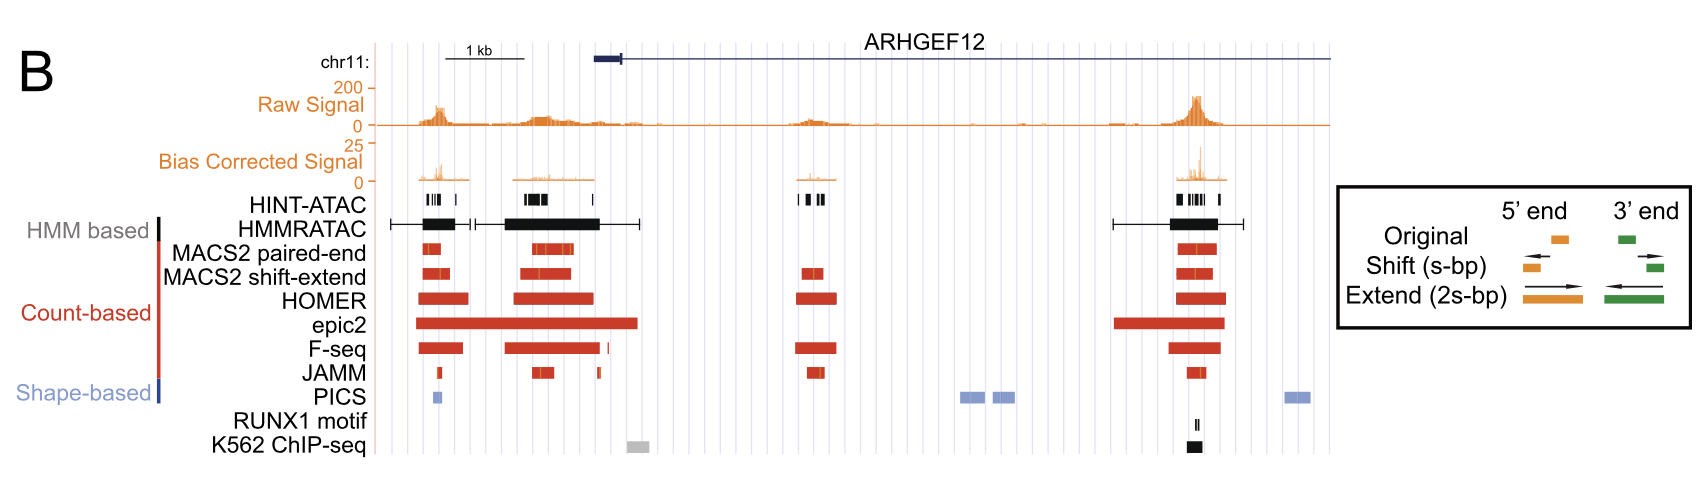 B
ARHGEF12
1 kb
chr11:
200
Raw Signal
0
25
Bias Corrected Signal
0
HINT-ATAC
HMM based
HMMRATAC
MACS2 paired-end
MACS2 shift-extend
HOMER
Count-based
epic2
F-seq
JAMM
Shape-based
PICS
RUNX1 motif
K562 ChIP-seq
5’ end 3’ end
Original
Shift (s-bp)
Extend (2s-bp)